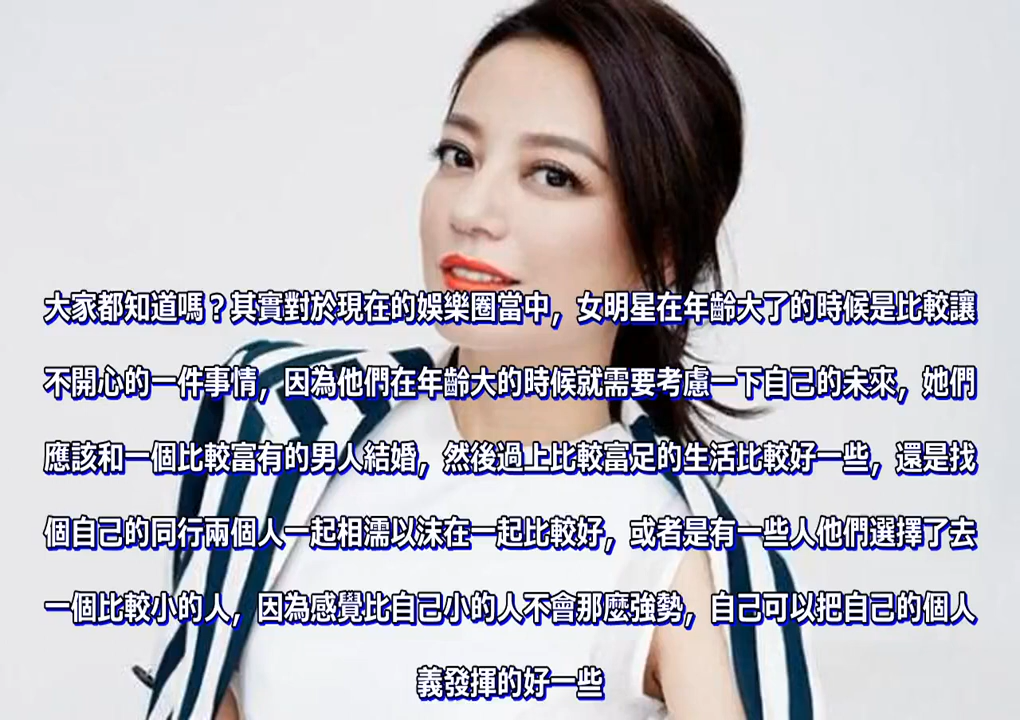 大家都知道嗎？其實對於現在的娛樂圈當中，女明星在年齡大了的時候是比較讓
不開心的一件事情，因為他們在年齡大的時候就需要考慮一下自己的未來，她們
應該和一個比較富有的男人結婚，然後過上比較富足的生活比較好一些，還是找
個自己的同行兩個人一起相濡以沫在一起比較好，或者是有一些人他們選擇了去
一個比較小的人，因為感覺比自己小的人不會那麼強勢，自己可以把自己的個人
義發揮的好一些